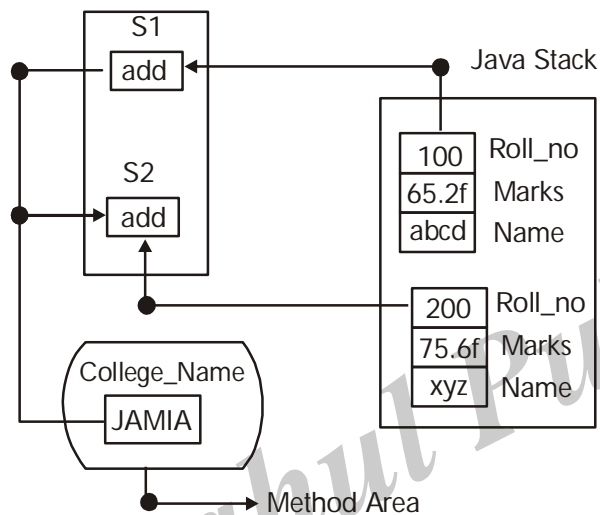 S1
add
Java Stack
100 Roll_no
65.2f Marks
abcd Name
S2
add
200 Roll_no
75.6f Marks
xyz Name
College_Name
JAMIA
Method Area